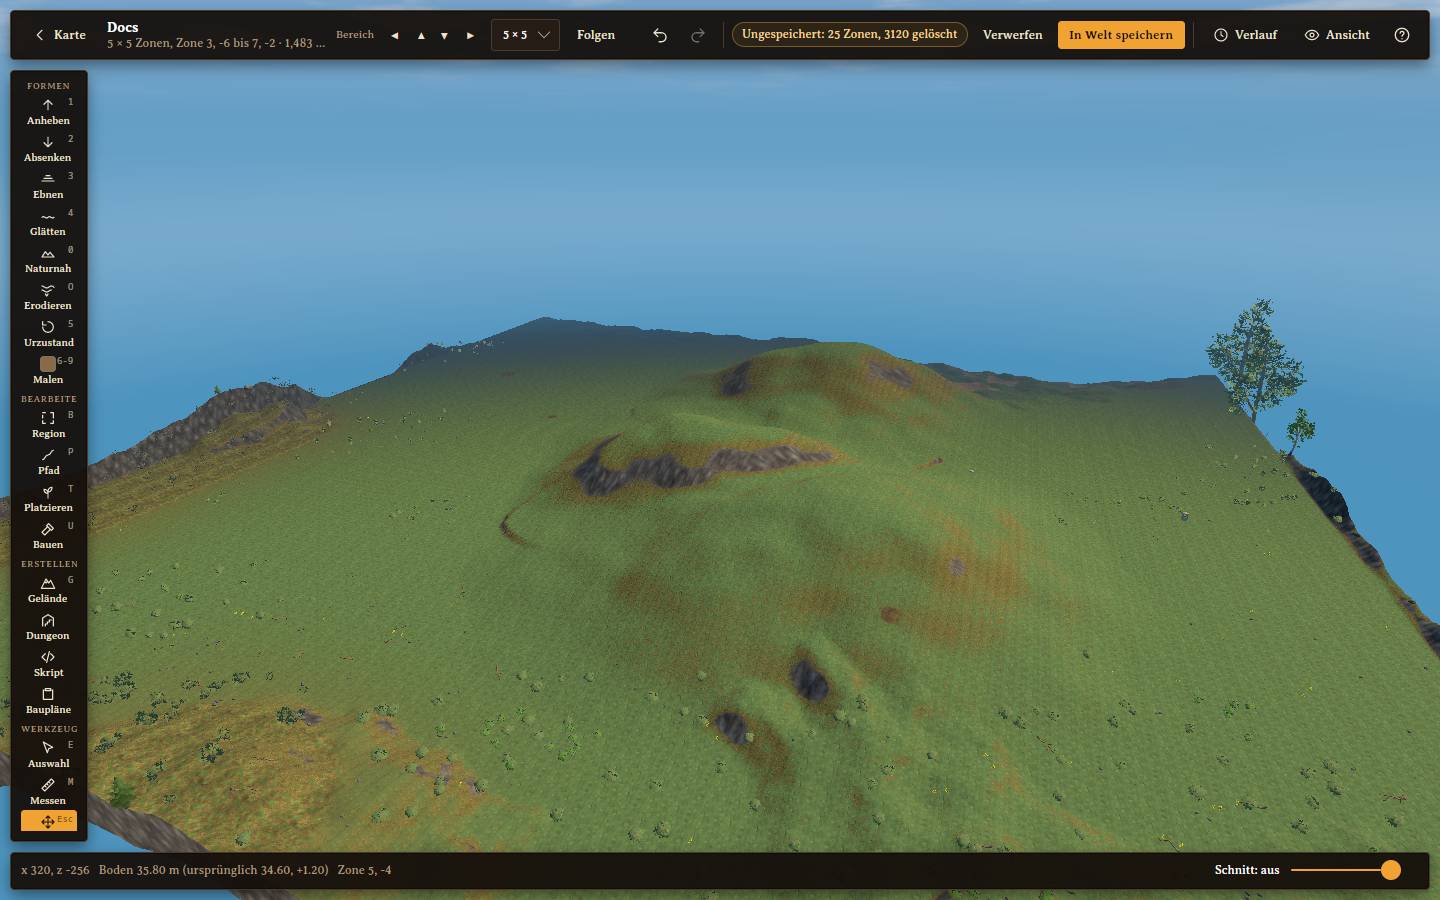 Karte
Docs
5 × 5 Zonen, Zone 3, -6 bis 7, -2 · 1,483 ...
Bereich
5 × 5
Folgen
Ungespeichert: 25 Zonen, 3120 gelöscht
Verwerfen
In Welt speichern
Verlauf
Ansicht
FORMEN
1
Anheben
2
Absenken
3
Ebnen
4
Glätten
0
Naturnah
O
Erodieren
5
Urzustand
6-9
Malen
BEARBEITE
B
Region
P
Pfad
T
Platzieren
U
Bauen
ERSTELLEN
G
Gelände
Dungeon
Skript
Baupläne
WERKZEUG
E
Auswahl
M
Messen
Esc
x 320, z -256 Boden 35.80 m (ursprünglich 34.60, +1.20) Zone 5, -4
Schnitt: aus